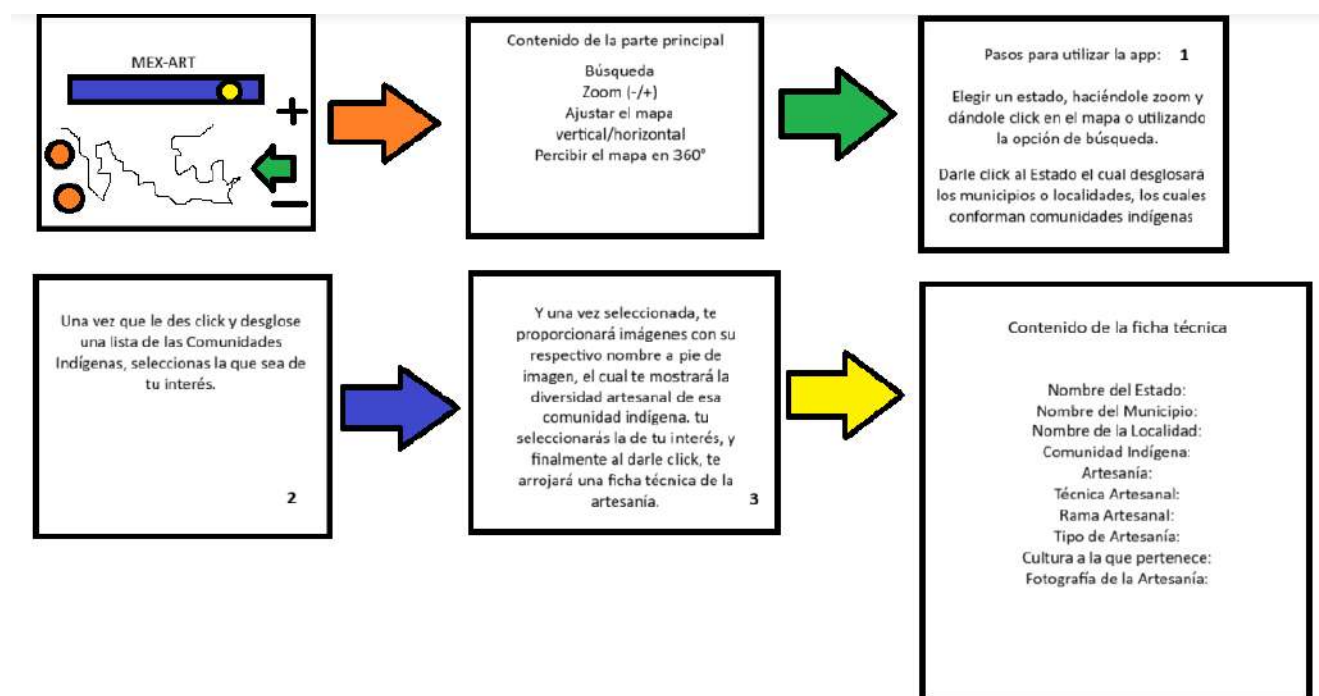 MEX-ART
+
−
Contenido de la parte principal
Búsqueda
Zoom (-/+)
Ajustar el mapa
vertical/horizontal
Percibir el mapa en 360°
Pasos para utilizar la app: 1
Elegir un estado, haciéndole zoom y
dándole click en el mapa o utilizando
la opción de búsqueda.
Darle click al Estado el cual desglosará
los municipios o localidades, los cuales
conforman comunidades indígenas
Una vez que le des click y desglose
una lista de las Comunidades
Indígenas, seleccionas la que sea de
tu interés.
2
Y una vez seleccionada, te
proporcionará imágenes con su
respectivo nombre a pie de
imagen, el cual te mostrará la
diversidad artesanal de esa
comunidad indígena. tu
seleccionarás la de tu interés, y
finalmente al darle click, te
arrojará una ficha técnica de la
artesanía. 3
Contenido de la ficha técnica
Nombre del Estado:
Nombre del Municipio:
Nombre de la Localidad:
Comunidad Indígena:
Artesanía:
Técnica Artesanal:
Rama Artesanal:
Tipo de Artesanía:
Cultura a la que pertenece:
Fotografía de la Artesanía: